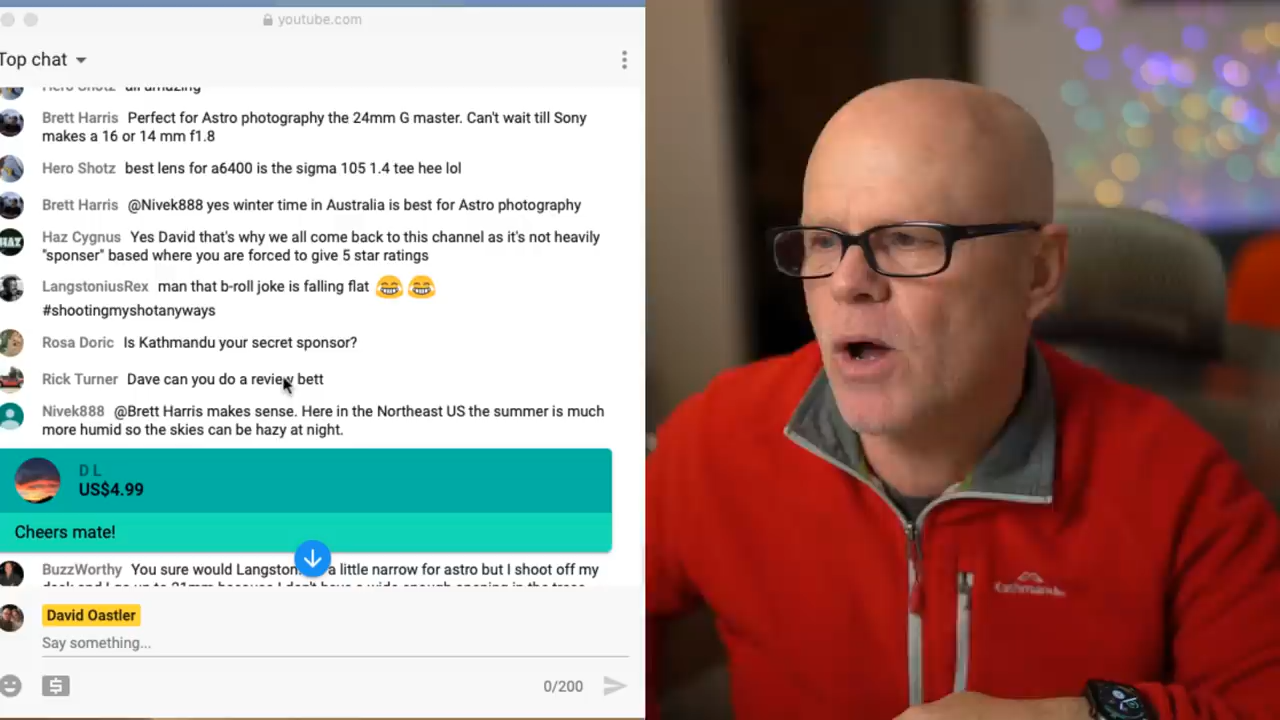 youtube.com
Top chat
Hero Shotz all amazing
Brett Harris Perfect for Astro photography the 24mm G master. Can't wait till Sony
makes a 16 or 14 mm f1.8
Hero Shotz best lens for a6400 is the sigma 105 1.4 tee hee lol
Brett Harris @Nivek888 yes winter time in Australia is best for Astro photography
HAZ
Haz Cygnus Yes David that's why we all come back to this channel as it's not heavily
"sponser" based where you are forced to give 5 star ratings
LangstoniusRex man that b-roll joke is falling flat 😂 😂
#shootingmyshotanyways
Rosa Doric Is Kathmandu your secret sponsor?
Rick Turner Dave can you do a review bett
Nivek888 @Brett Harris makes sense. Here in the Northeast US the summer is much
more humid so the skies can be hazy at night.
D L
US$4.99
Cheers mate!
BuzzWorthy You sure would Langston. a little narrow for astro but I shoot off my
David Oastler
Say something...
$
0/200
Kathmandu